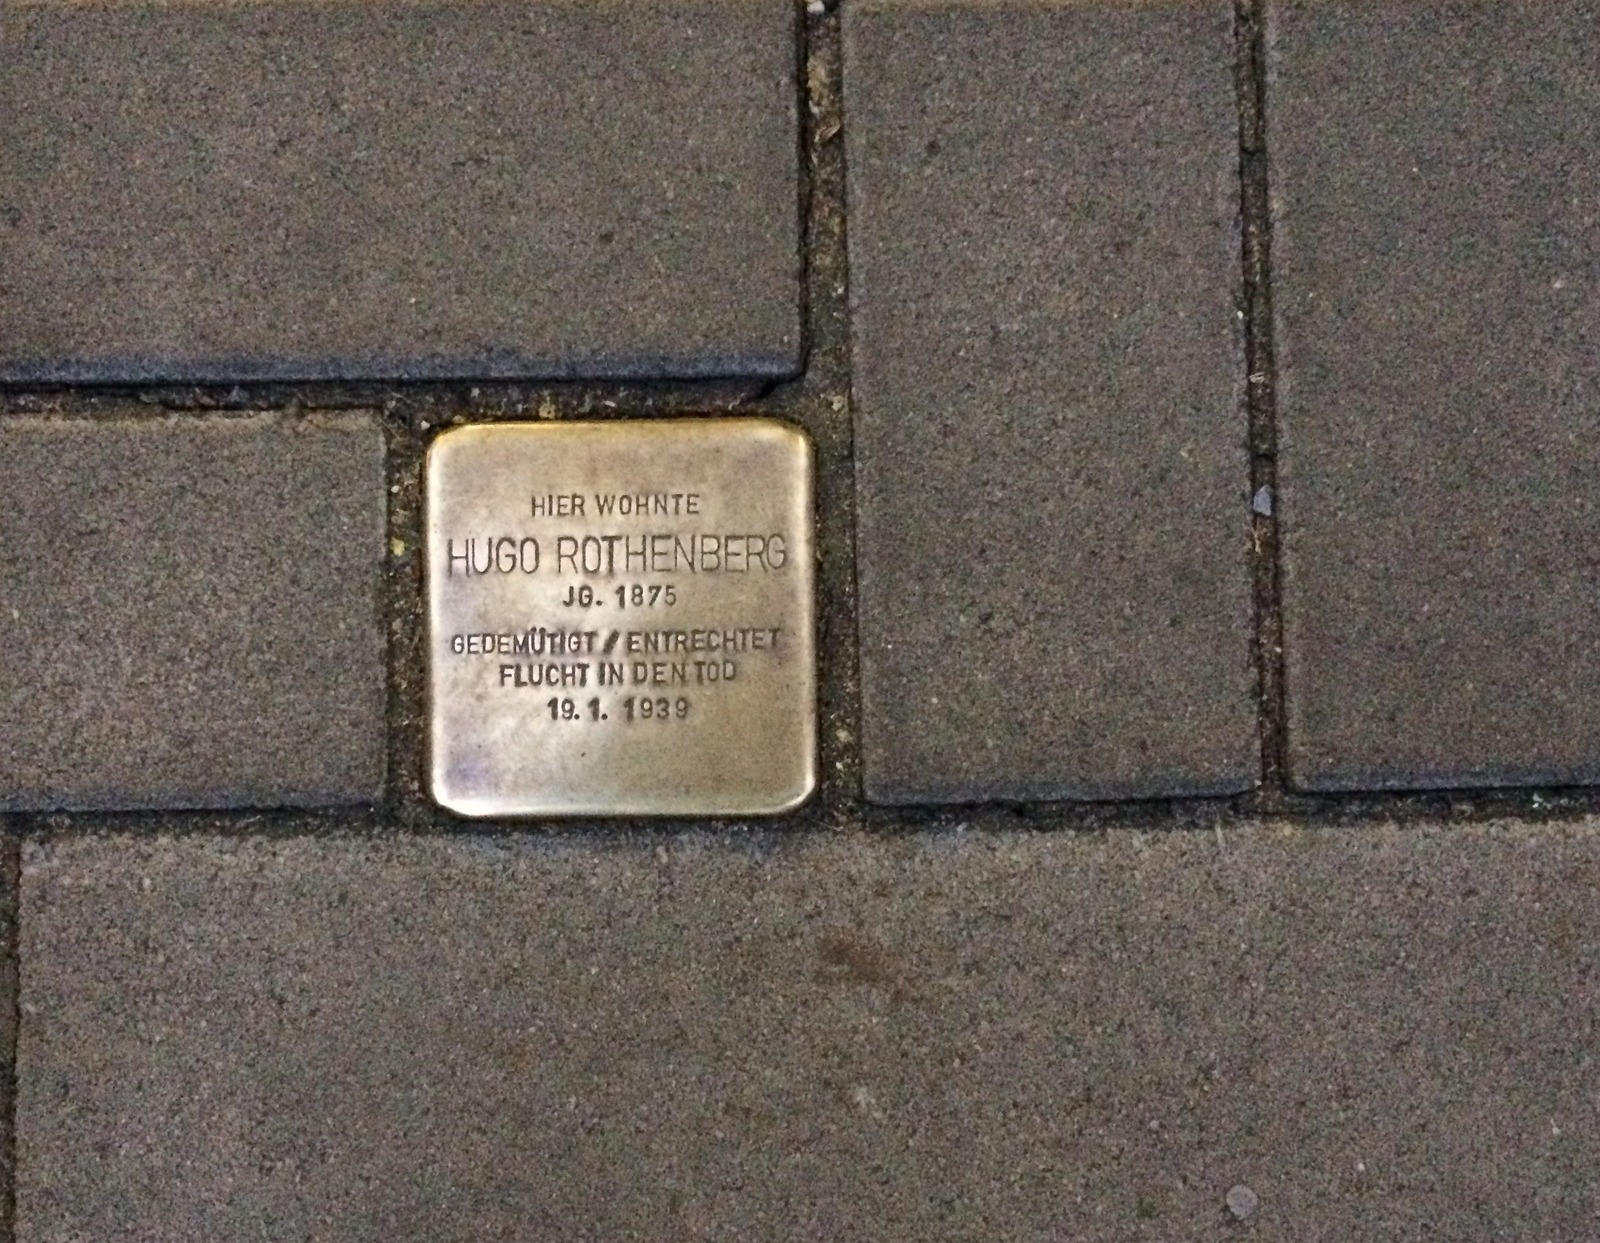 HIER WOHNTE
HUGO ROTHENBERG
JG. 1875
GEDEMÜTIGT / ENTRECHTET
FLUCHT IN DEN TOD
19.1. 1939